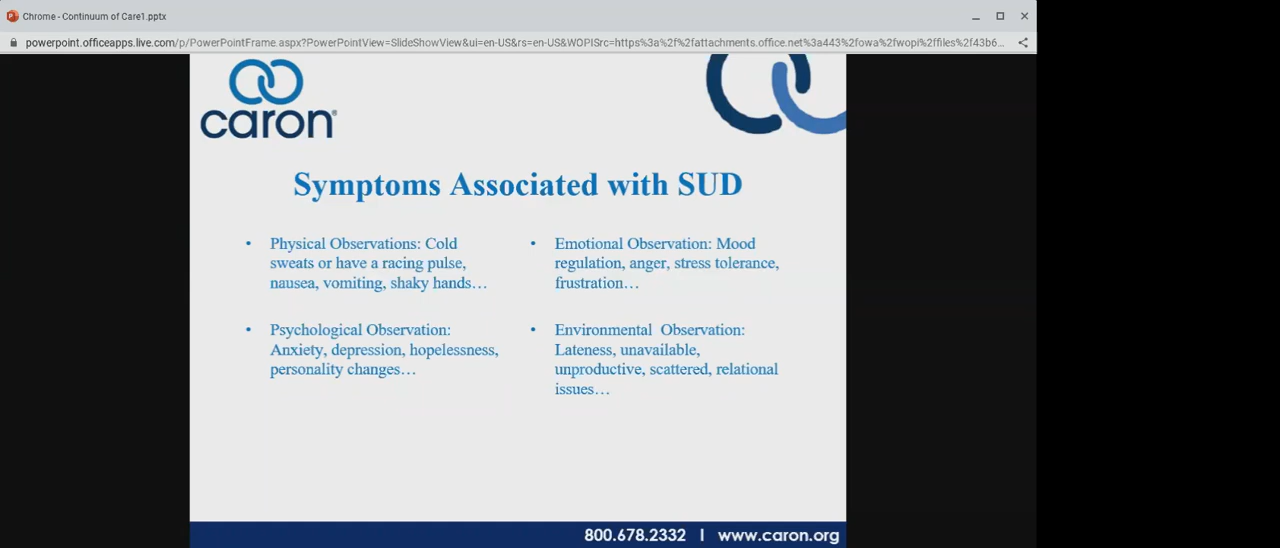 Chrome - Continuum of Care1.pptx
powerpoint.officeapps.live.com/p/PowerPointFrame.aspx?PowerPointView=SlideShowView&ui=en-US&rs=en-US&WOPISrc=https%3a%2f%2fattachments.office.net%3a443%2fowa%2fwopi%2ffiles%2f43b6...
caron®
Symptoms Associated with SUD
• Physical Observations: Cold
sweats or have a racing pulse,
nausea, vomiting, shaky hands…
• Psychological Observation:
Anxiety, depression, hopelessness,
personality changes…
• Emotional Observation: Mood
regulation, anger, stress tolerance,
frustration…
• Environmental Observation:
Lateness, unavailable,
unproductive, scattered, relational
issues…
800.678.2332 | www.caron.org